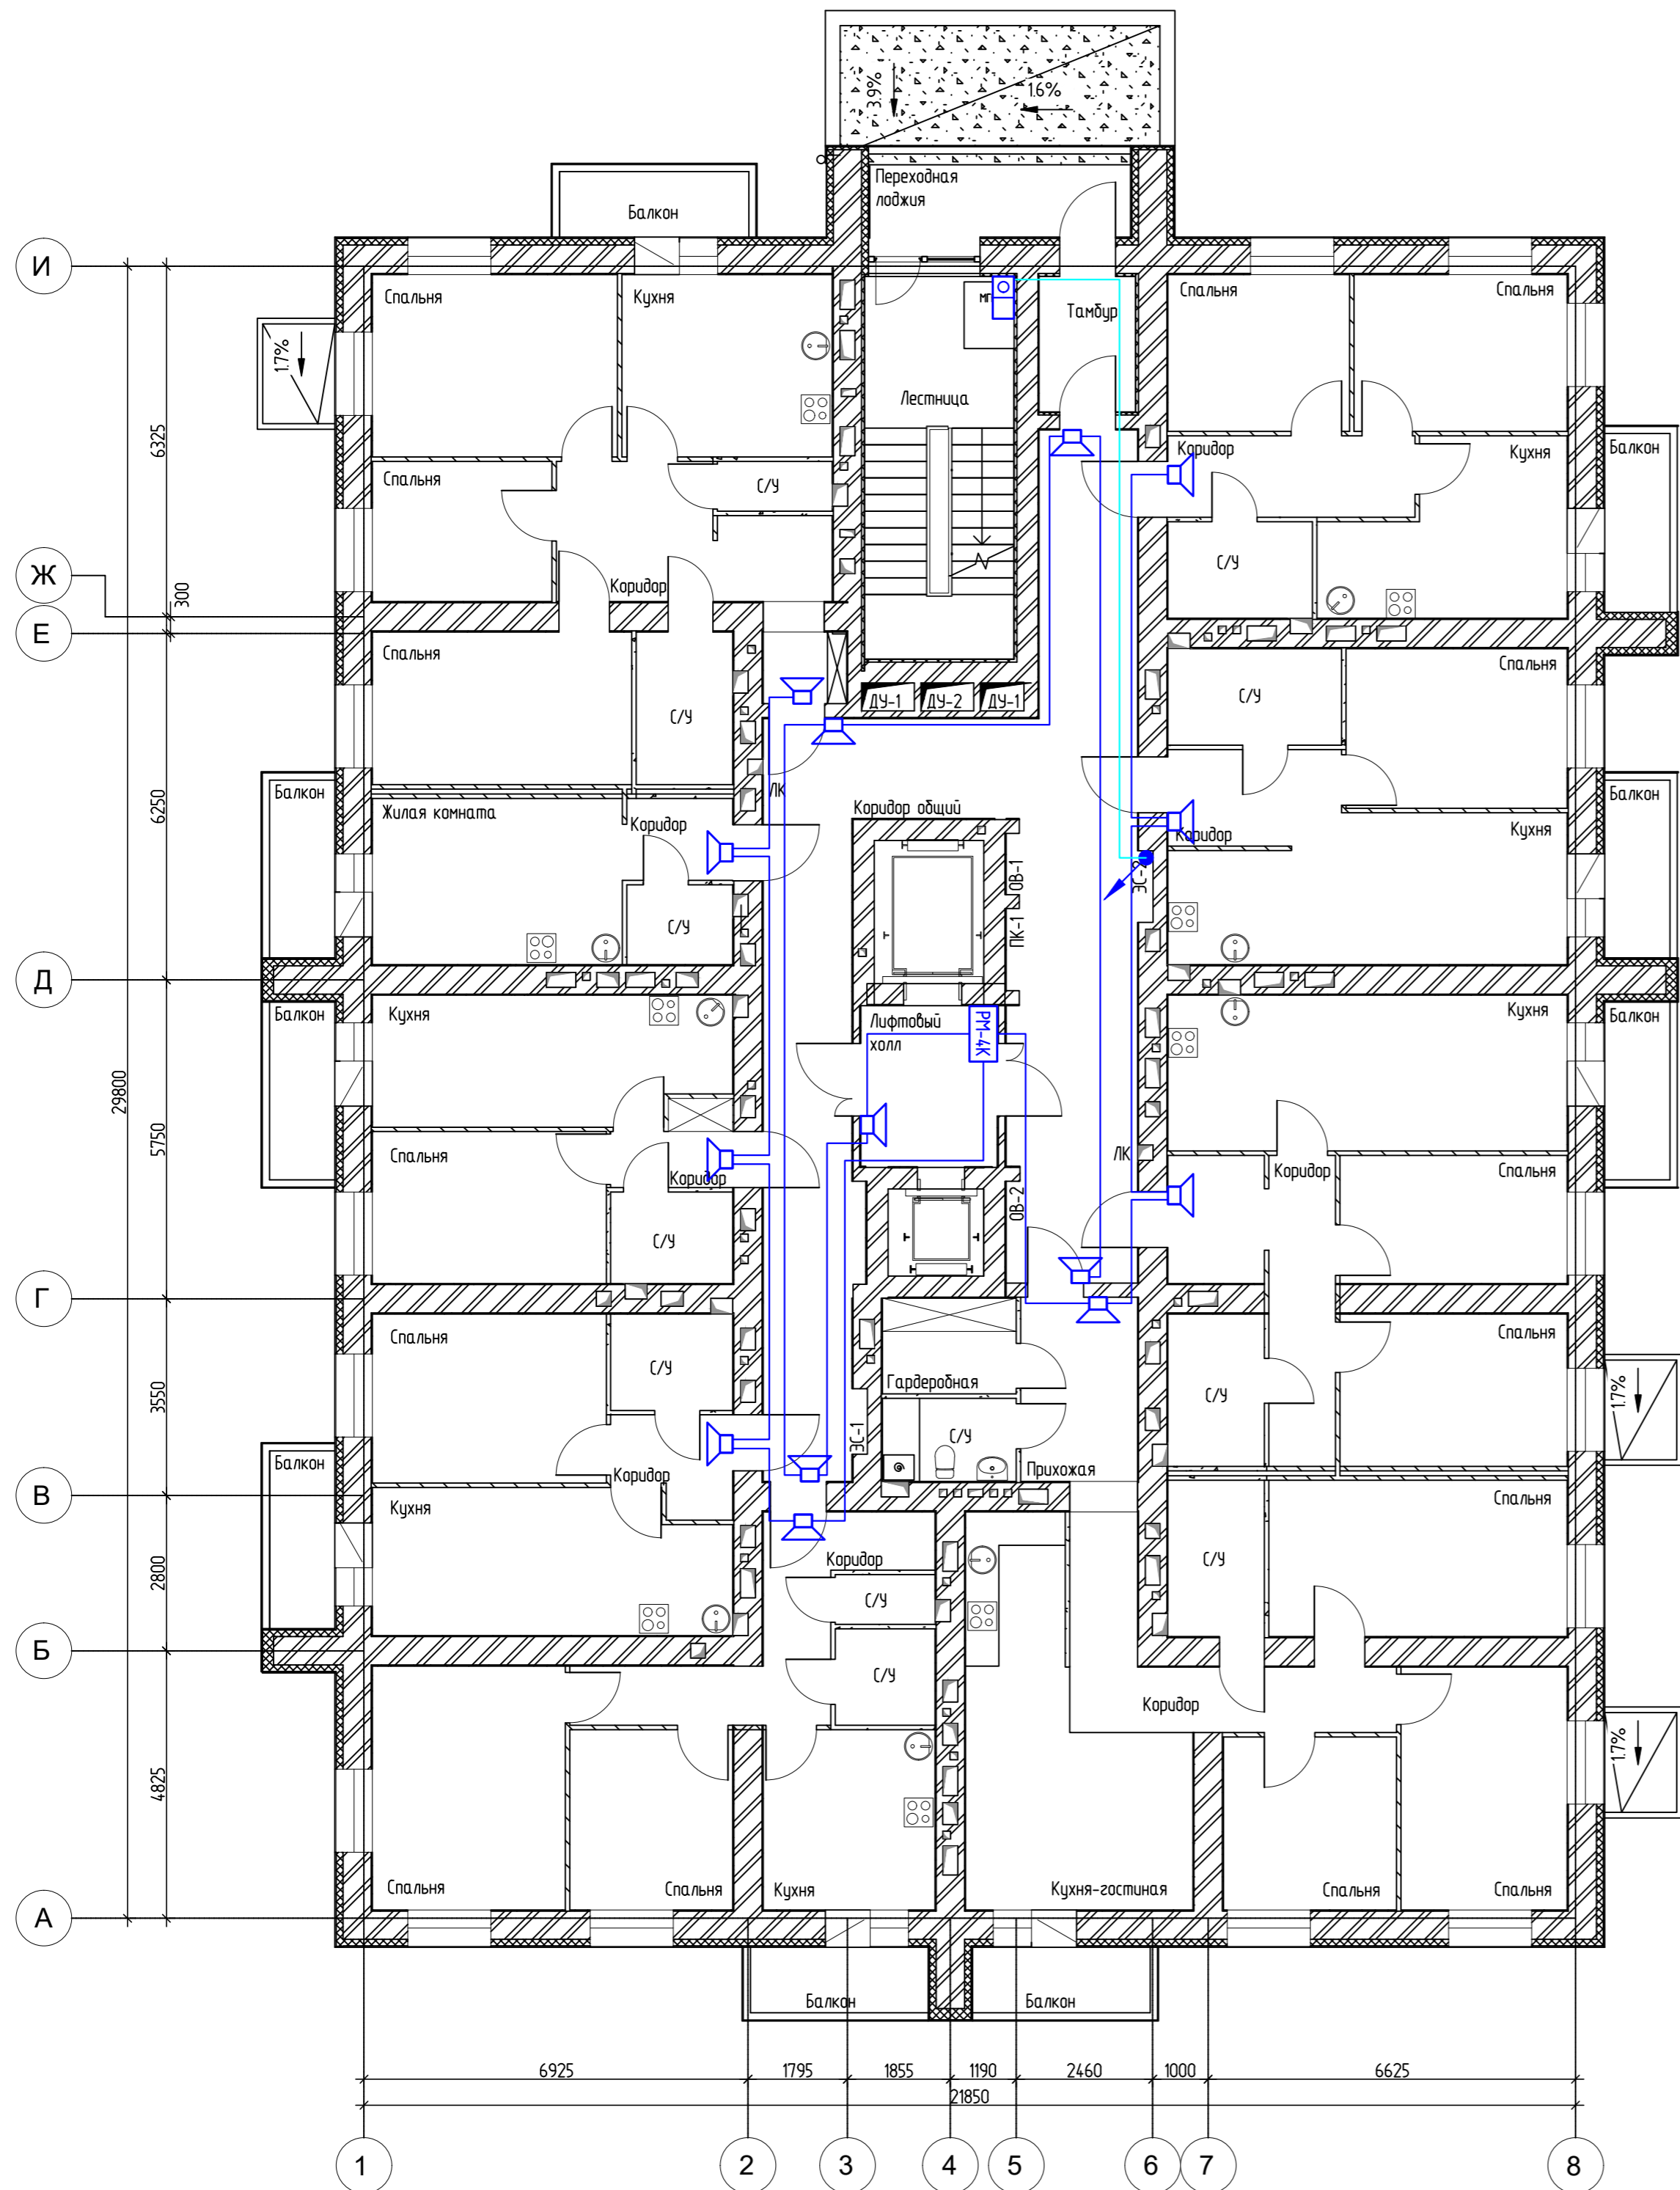 3.9%
1.6%
Переходная
лоджия
Балкон
И
Спальня
Кухня
МП
Тамбур
Спальня
Спальня
1.7%
Лестница
6325
Спальня
С/У
Коридор
Кухня
Балкон
С/У
Ж
300
Коридор
Е
Спальня
С/У
ДУ-1
ДУ-2
ДУ-1
С/У
Спальня
6250
Балкон
ЛК
Жилая комната
Коридор
Коридор общий
Коридор
Кухня
Балкон
ОВ-1
ЭС-2
С/У
ПК-1
Д
Балкон
Кухня
Лифтовый
холл
РМ-4К
Кухня
Балкон
29800
5750
Спальня
Коридор
ЛК
Коридор
Спальня
ОВ-2
С/У
Г
Спальня
С/У
Спальня
3550
Гардеробная
С/У
1.7%
ЭС-1
С/У
Балкон
Коридор
Прихожая
В
Кухня
Спальня
2800
Коридор
С/У
С/У
Б
С/У
Коридор
1.7%
4825
Спальня
Спальня
Кухня
Кухня-гостиная
Спальня
Спальня
А
Балкон
Балкон
6925
1795
1855
1190
2460
1000
6625
21850
1
2
3
4
5
6
7
8